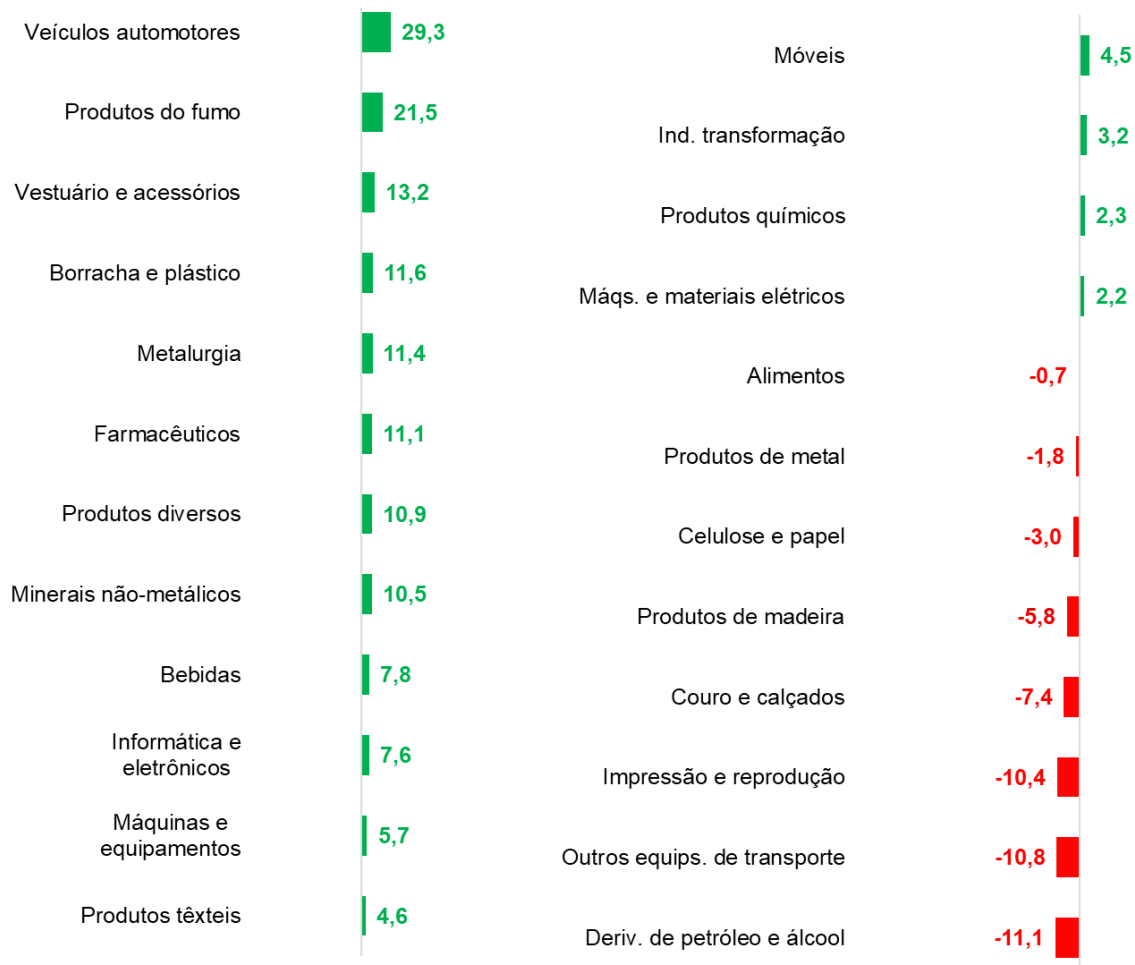 Veículos automotores 29,3
Produtos do fumo 21,5
Vestuário e acessórios 13,2
Borracha e plástico 11,6
Metalurgia 11,4
Farmacêuticos 11,1
Produtos diversos 10,9
Minerais não-metálicos 10,5
Bebidas 7,8
Informática e
eletrônicos 7,6
Máquinas e
equipamentos 5,7
Produtos têxteis 4,6
Móveis 4,5
Ind. transformação 3,2
Produtos químicos 2,3
Máqs. e materiais elétricos 2,2
Alimentos -0,7
Produtos de metal -1,8
Celulose e papel -3,0
Produtos de madeira -5,8
Couro e calçados -7,4
Impressão e reprodução -10,4
Outros equips. de transporte -10,8
Deriv. de petróleo e álcool -11,1